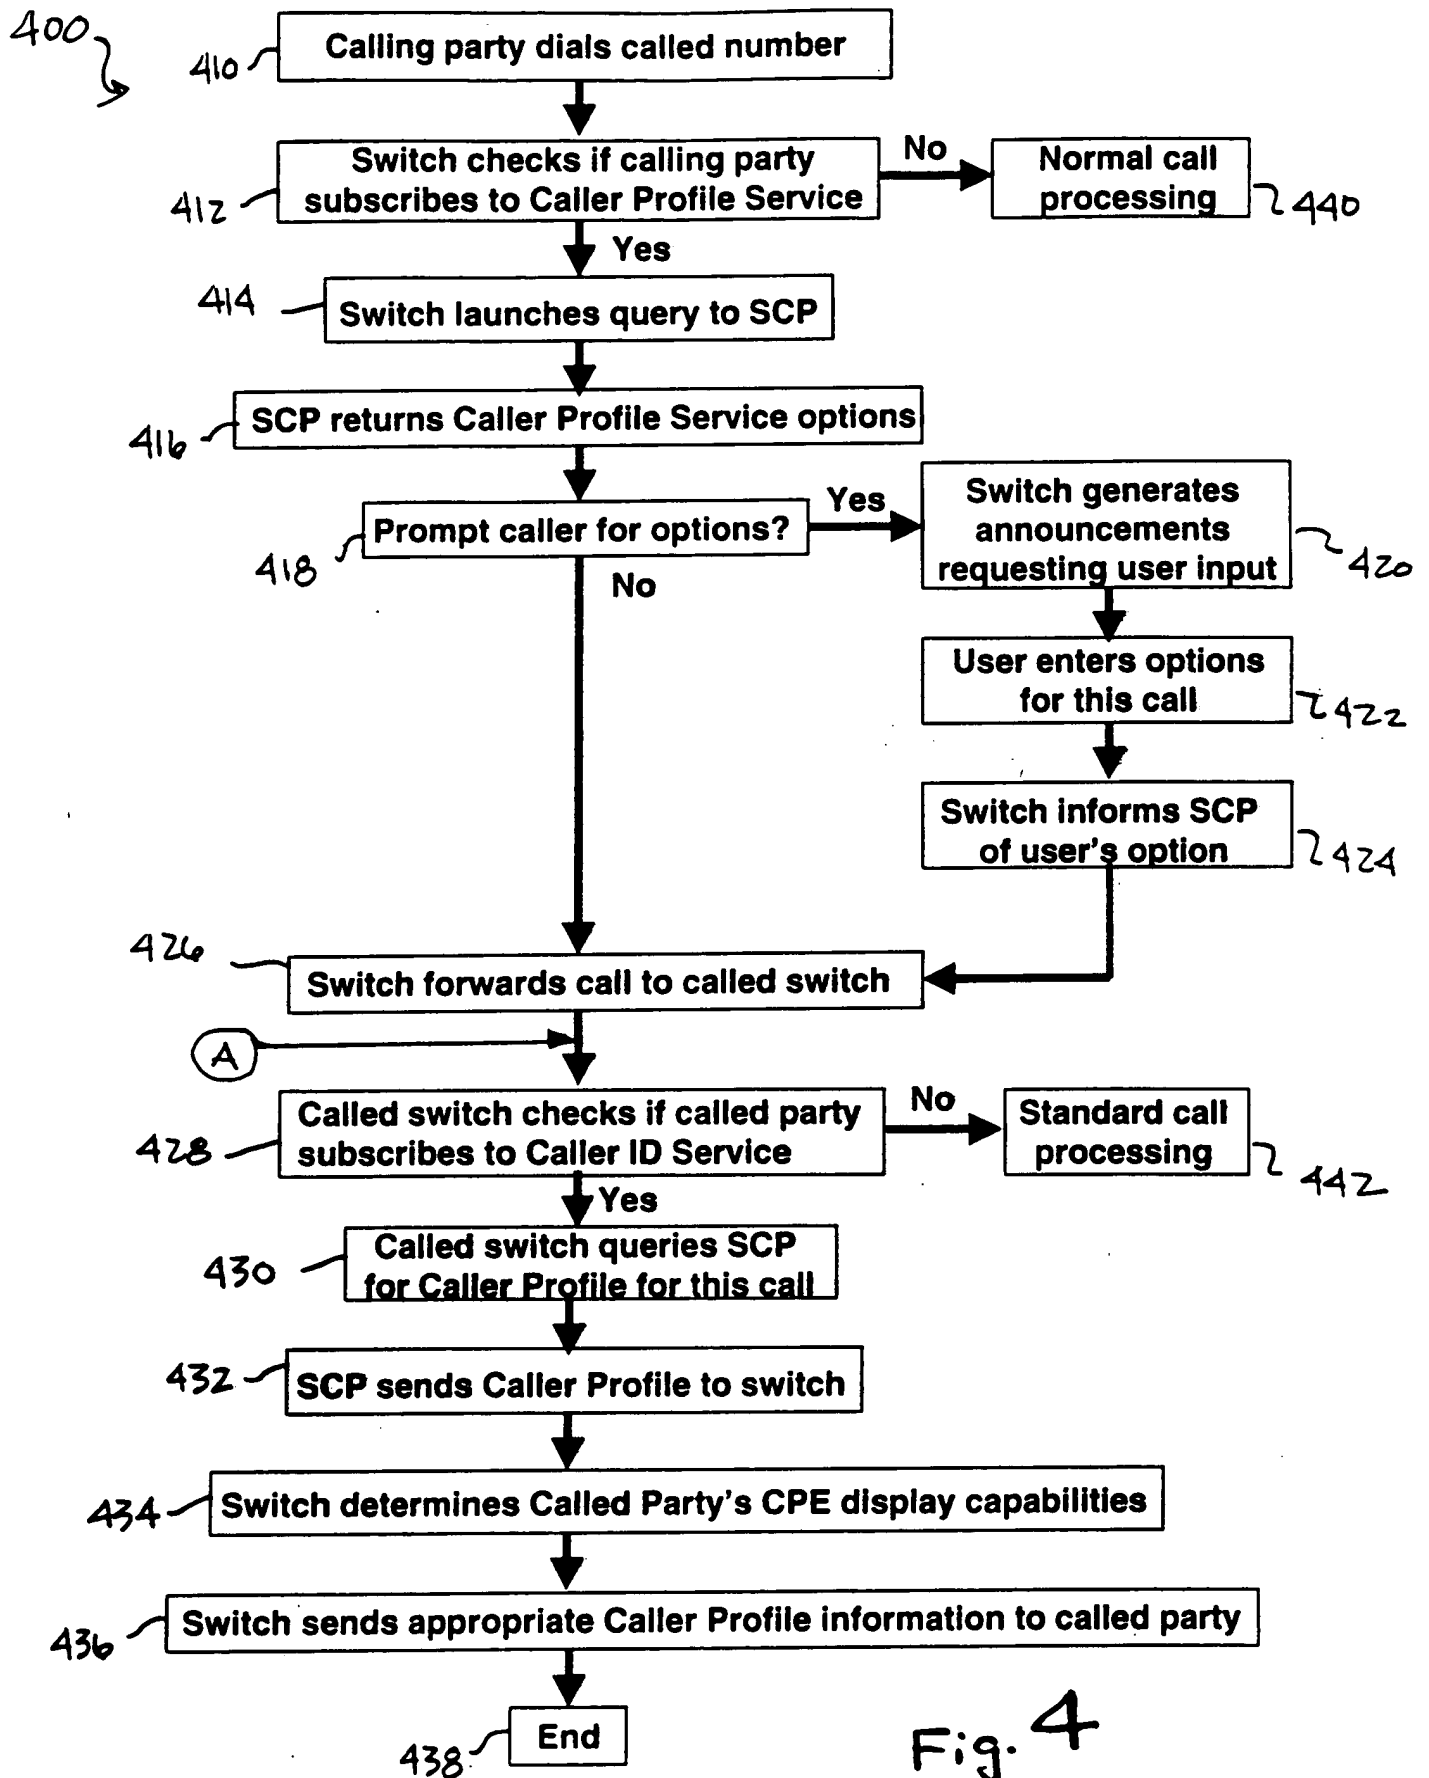 400
410
Calling party dials called number
412
Switch checks if calling party
subscribes to Caller Profile Service
No
Normal call
processing
440
Yes
414
Switch launches query to SCP
416
SCP returns Caller Profile Service options
418
Prompt caller for options?
Yes
Switch generates
announcements
requesting user input
420
No
User enters options
for this call
422
Switch informs SCP
of user's option
424
426
Switch forwards call to called switch
A
428
Called switch checks if called party
subscribes to Caller ID Service
No
Standard call
processing
442
Yes
430
Called switch queries SCP
for Caller Profile for this call
432
SCP sends Caller Profile to switch
434
Switch determines Called Party's CPE display capabilities
436
Switch sends appropriate Caller Profile information to called party
438
End
Fig. 4